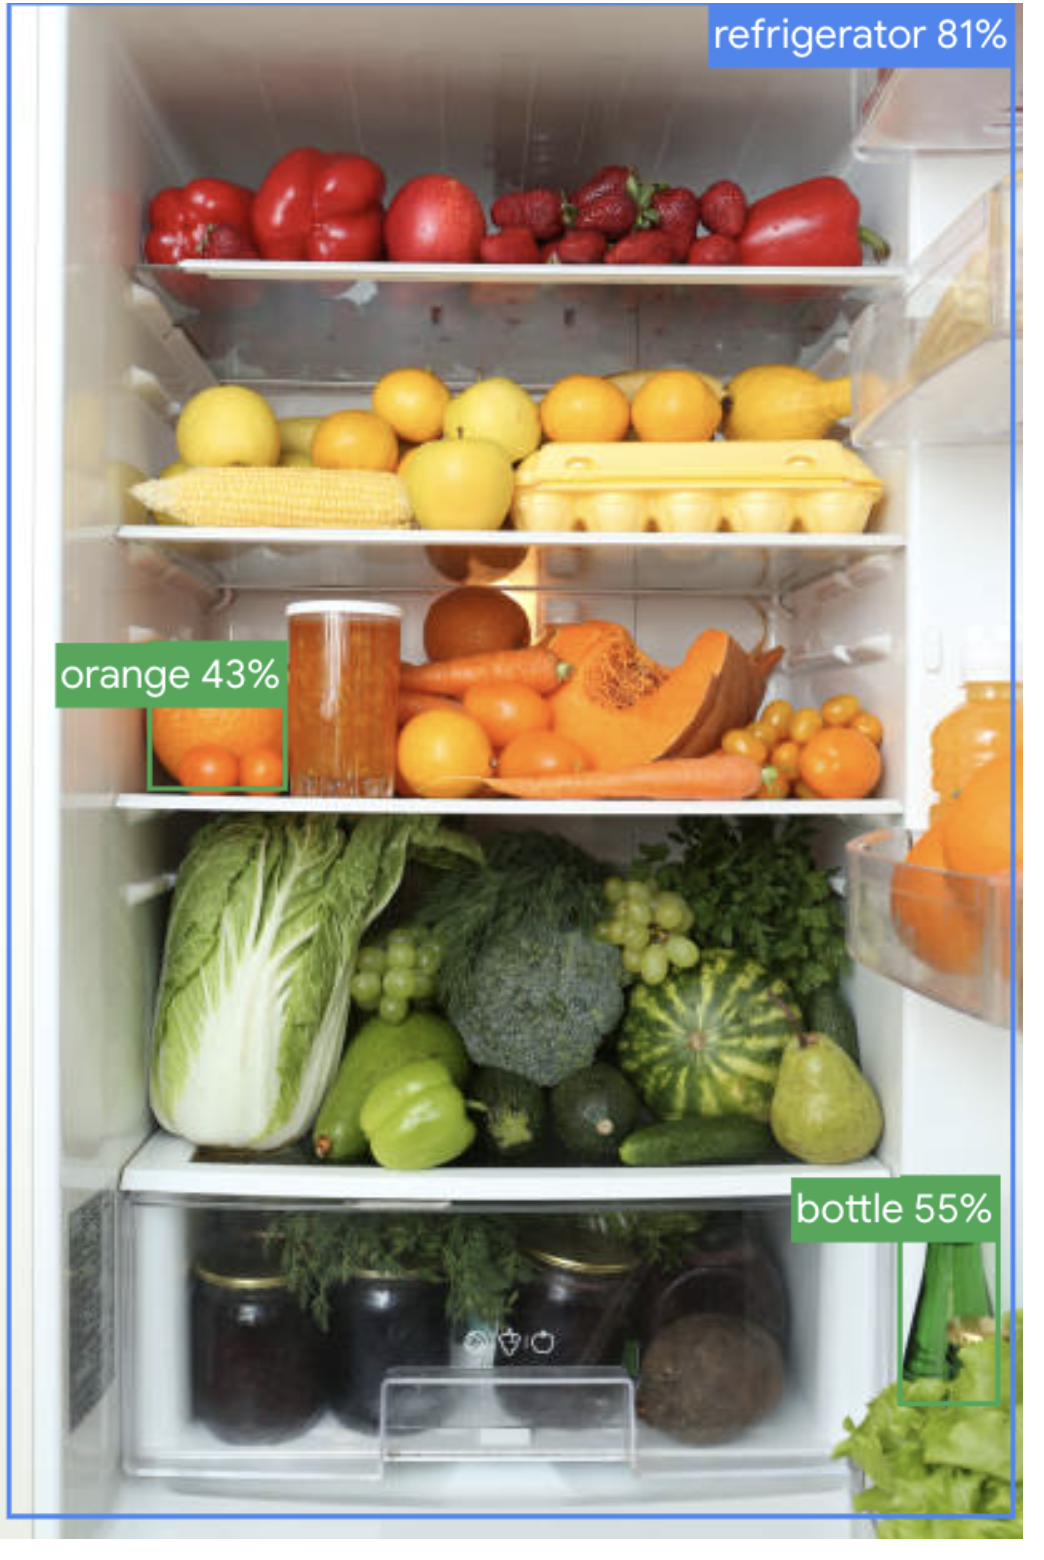 refrigerator 81%
orange 43%
bottle 55%